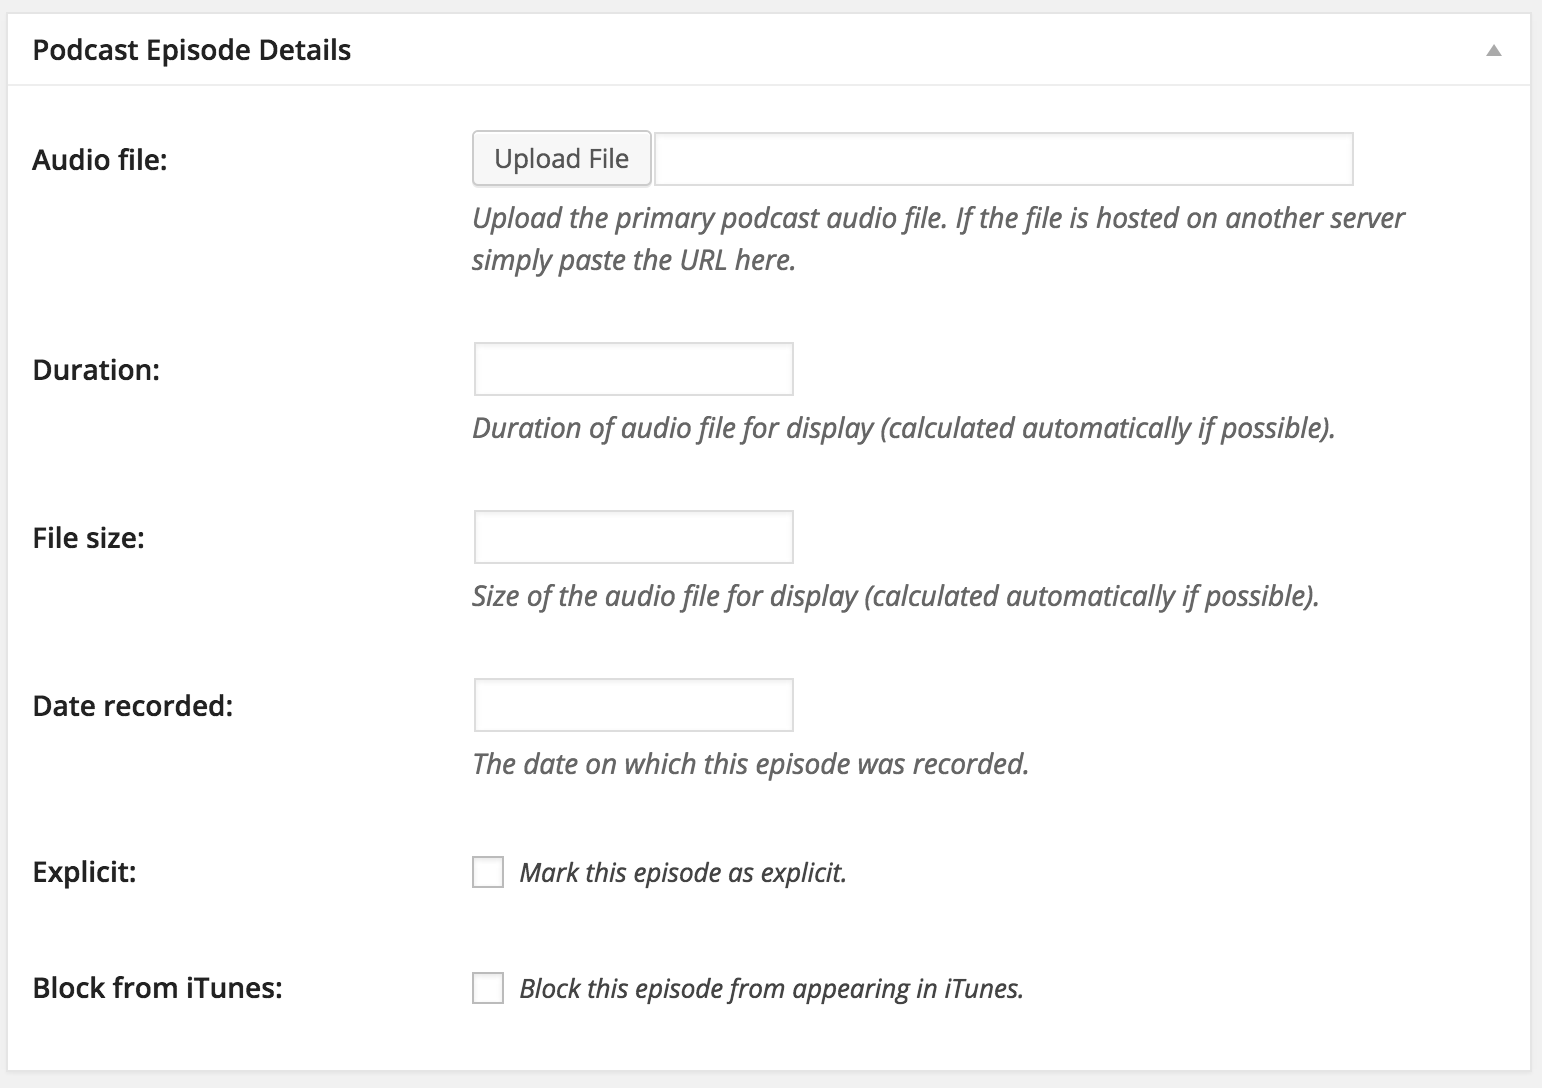 Podcast Episode Details
Audio file:
Upload File
Upload the primary podcast audio file. If the file is hosted on another server
simply paste the URL here.
Duration:
Duration of audio file for display (calculated automatically if possible).
File size:
Size of the audio file for display (calculated automatically if possible).
Date recorded:
The date on which this episode was recorded.
Explicit:
Mark this episode as explicit.
Block from iTunes:
Block this episode from appearing in iTunes.